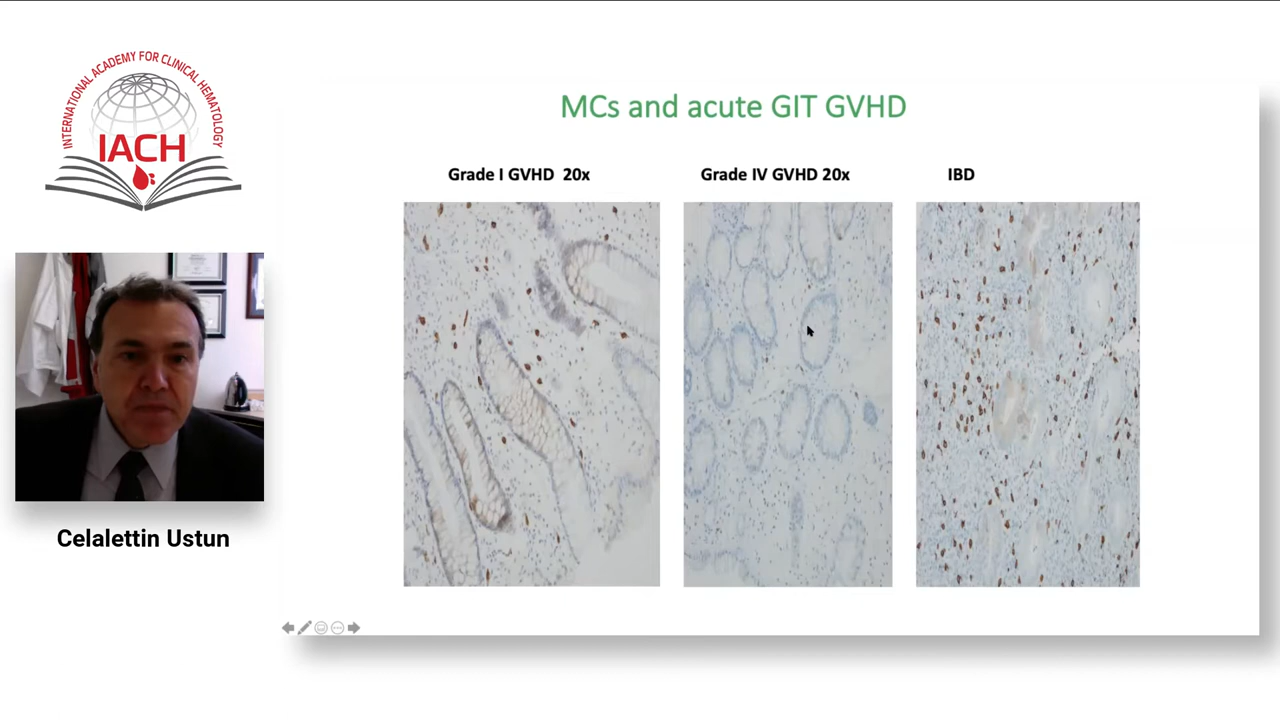 INTERNATIONAL ACADEMY FOR CLINICAL HEMATOLOGY
IACH
Celalettin Ustun
MCs and acute GIT GVHD
Grade I GVHD 20x
Grade IV GVHD 20x
IBD